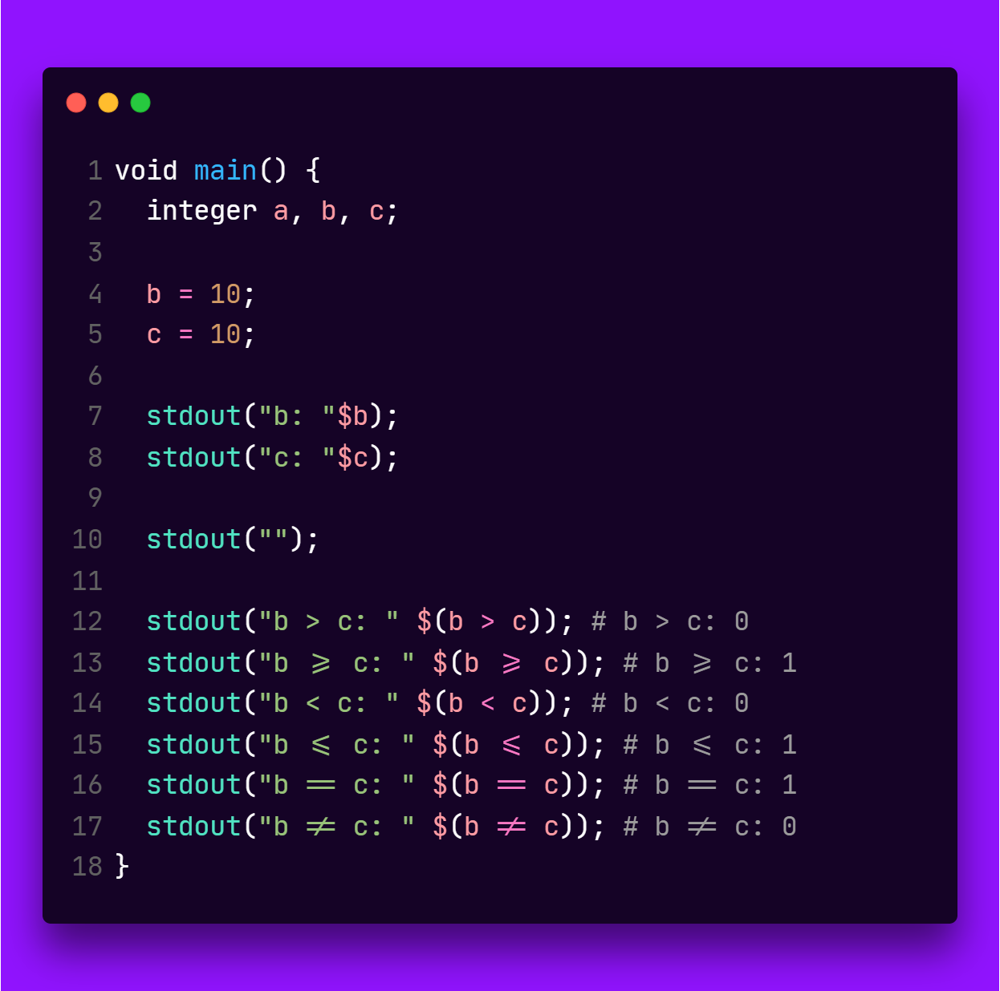 1 void main() {
2   integer a, b, c;
3
4   b = 10;
5   c = 10;
6
7   stdout("b: "$b);
8   stdout("c: "$c);
9
10   stdout("");
11
12   stdout("b > c: " $(b > c)); # b > c: 0
13   stdout("b >= c: " $(b >= c)); # b >= c: 1
14   stdout("b < c: " $(b < c)); # b < c: 0
15   stdout("b <= c: " $(b <= c)); # b <= c: 1
16   stdout("b == c: " $(b == c)); # b == c: 1
17   stdout("b != c: " $(b != c)); # b != c: 0
18 }